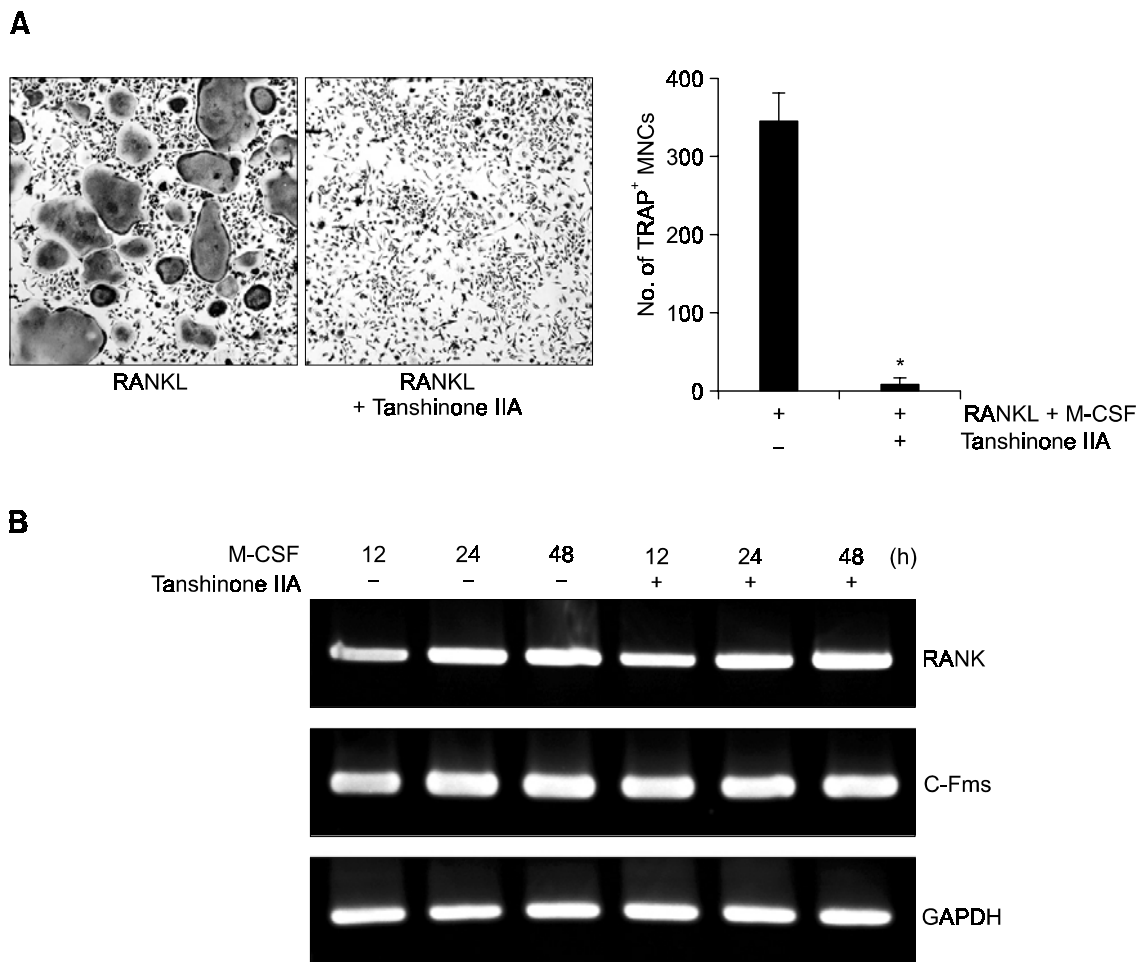 A
400
300
200
100
0
No. of TRAP+ MNCs
*
RANKL
RANKL
+ Tanshinone IIA
+ + RANKL + M-CSF
– + Tanshinone IIA
B
M-CSF 12 24 48 12 24 48 (h)
Tanshinone IIA – – – + + +
RANK
C-Fms
GAPDH